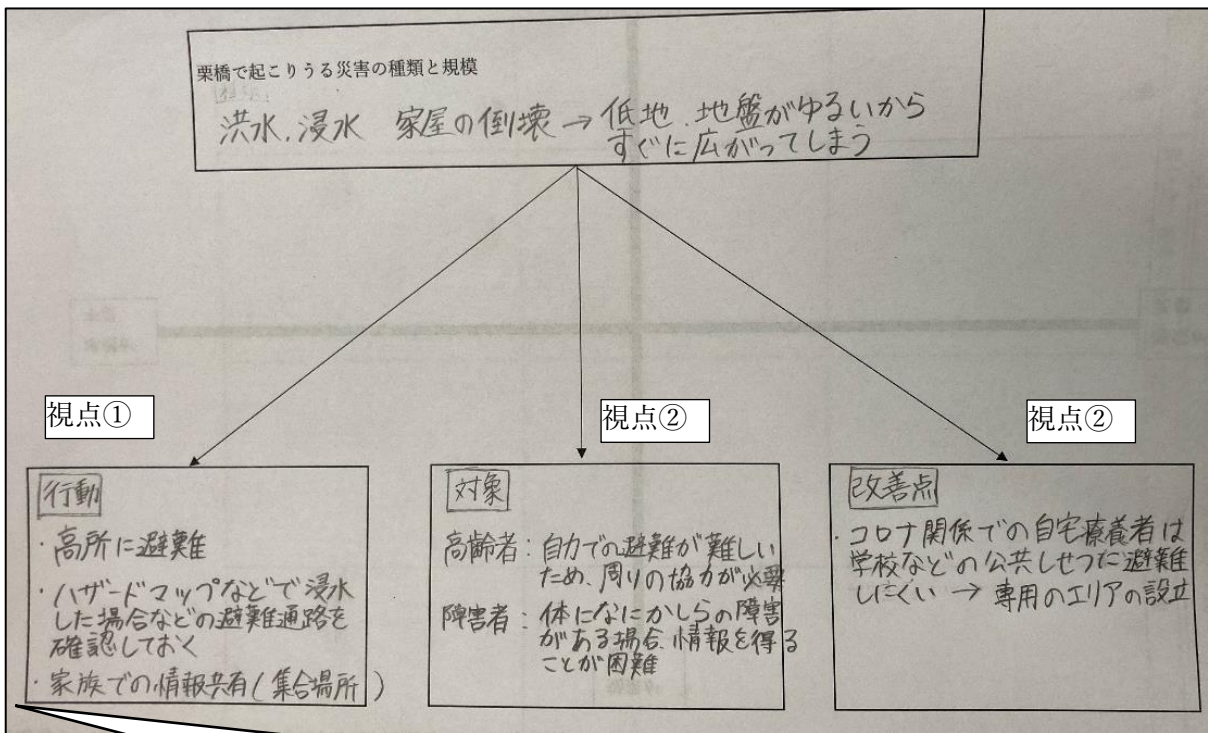 栗橋で起こりうる災害の種類と規模
洪水、浸水 家屋の倒壊→低地、地盤がゆるいから
すぐに広がってしまう
視点①
視点②
視点②
行動
・高所に避難
・ハザードマップなどで浸水
した場合などの避難通路を
確認しておく
・家族での情報共有(集合場所)
対象
高齢者:自力での避難が難しい
ため、周りの協力が必要
障害者:体になにかしらの障害
がある場合、情報を得る
ことが困難
改善点
・コロナ関係での自宅療養者は
学校などの公共しせつに避難
しにくい→専用のエリアの設立